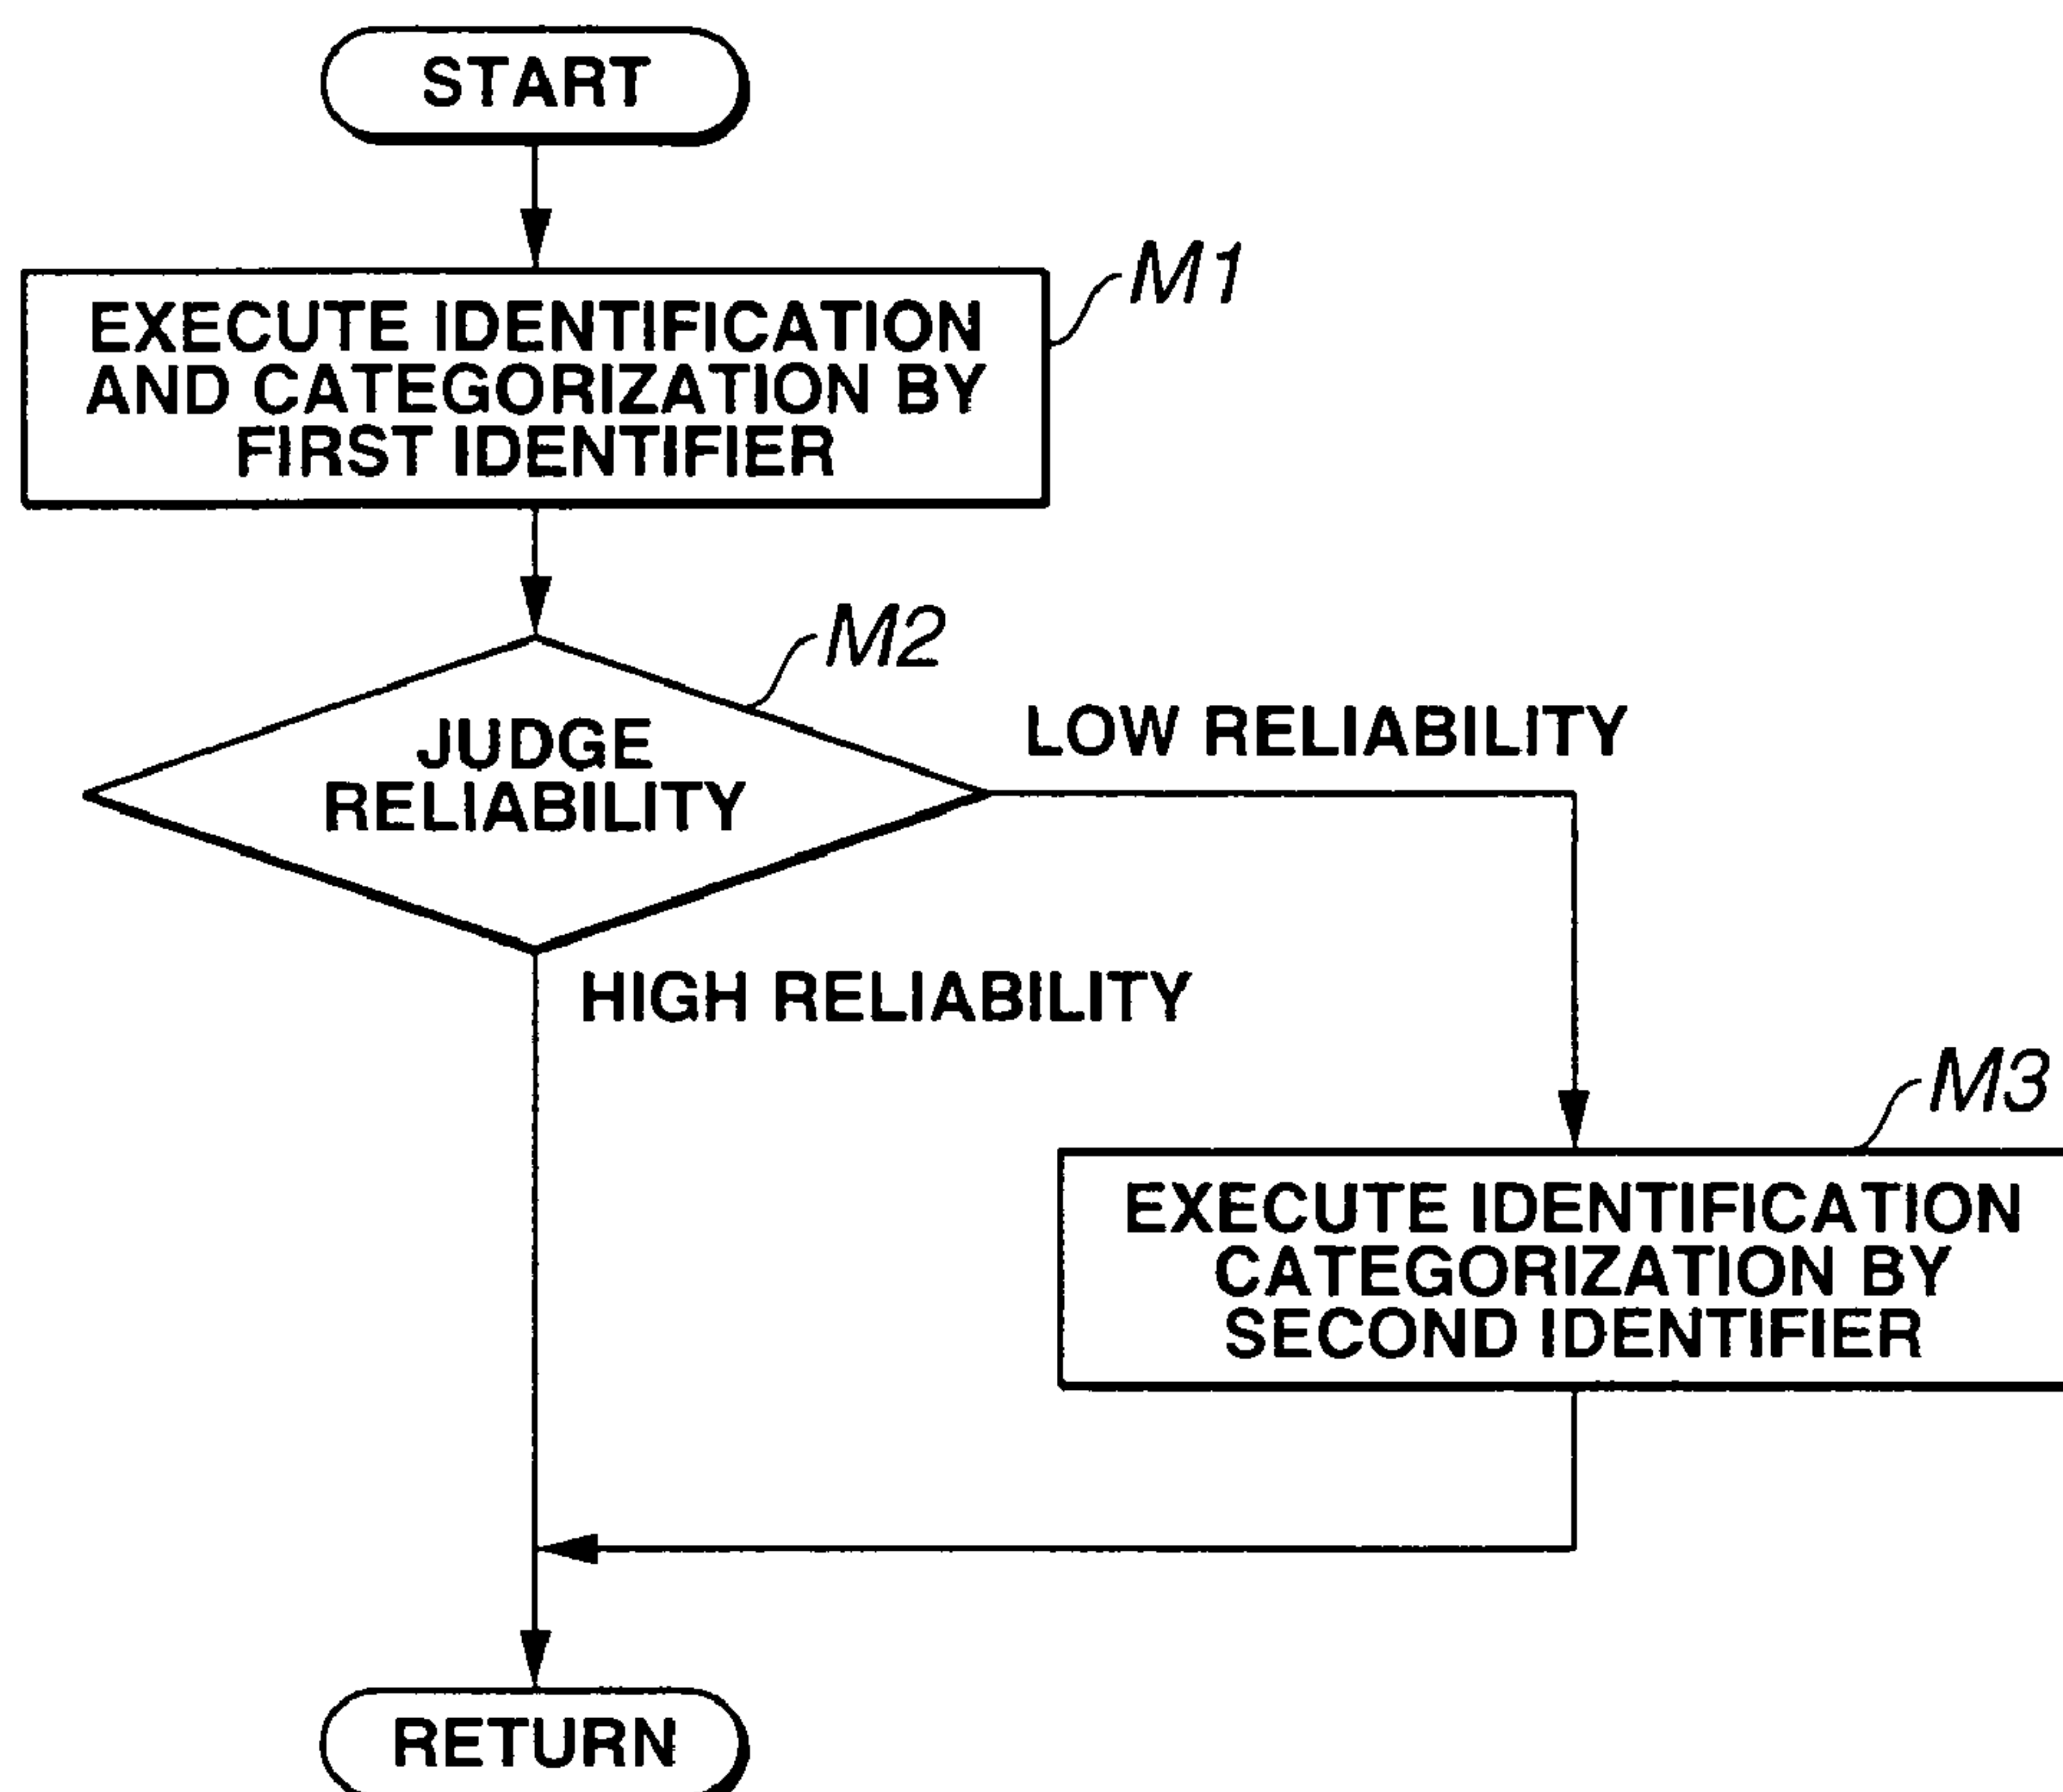 START
M1
EXECUTE IDENTIFICATION
AND CATEGORIZATION BY
FIRST IDENTIFIER
M2
JUDGE
RELIABILITY
LOW RELIABILITY
HIGH RELIABILITY
M3
EXECUTE IDENTIFICATION
CATEGORIZATION BY
SECOND IDENTIFIER
RETURN